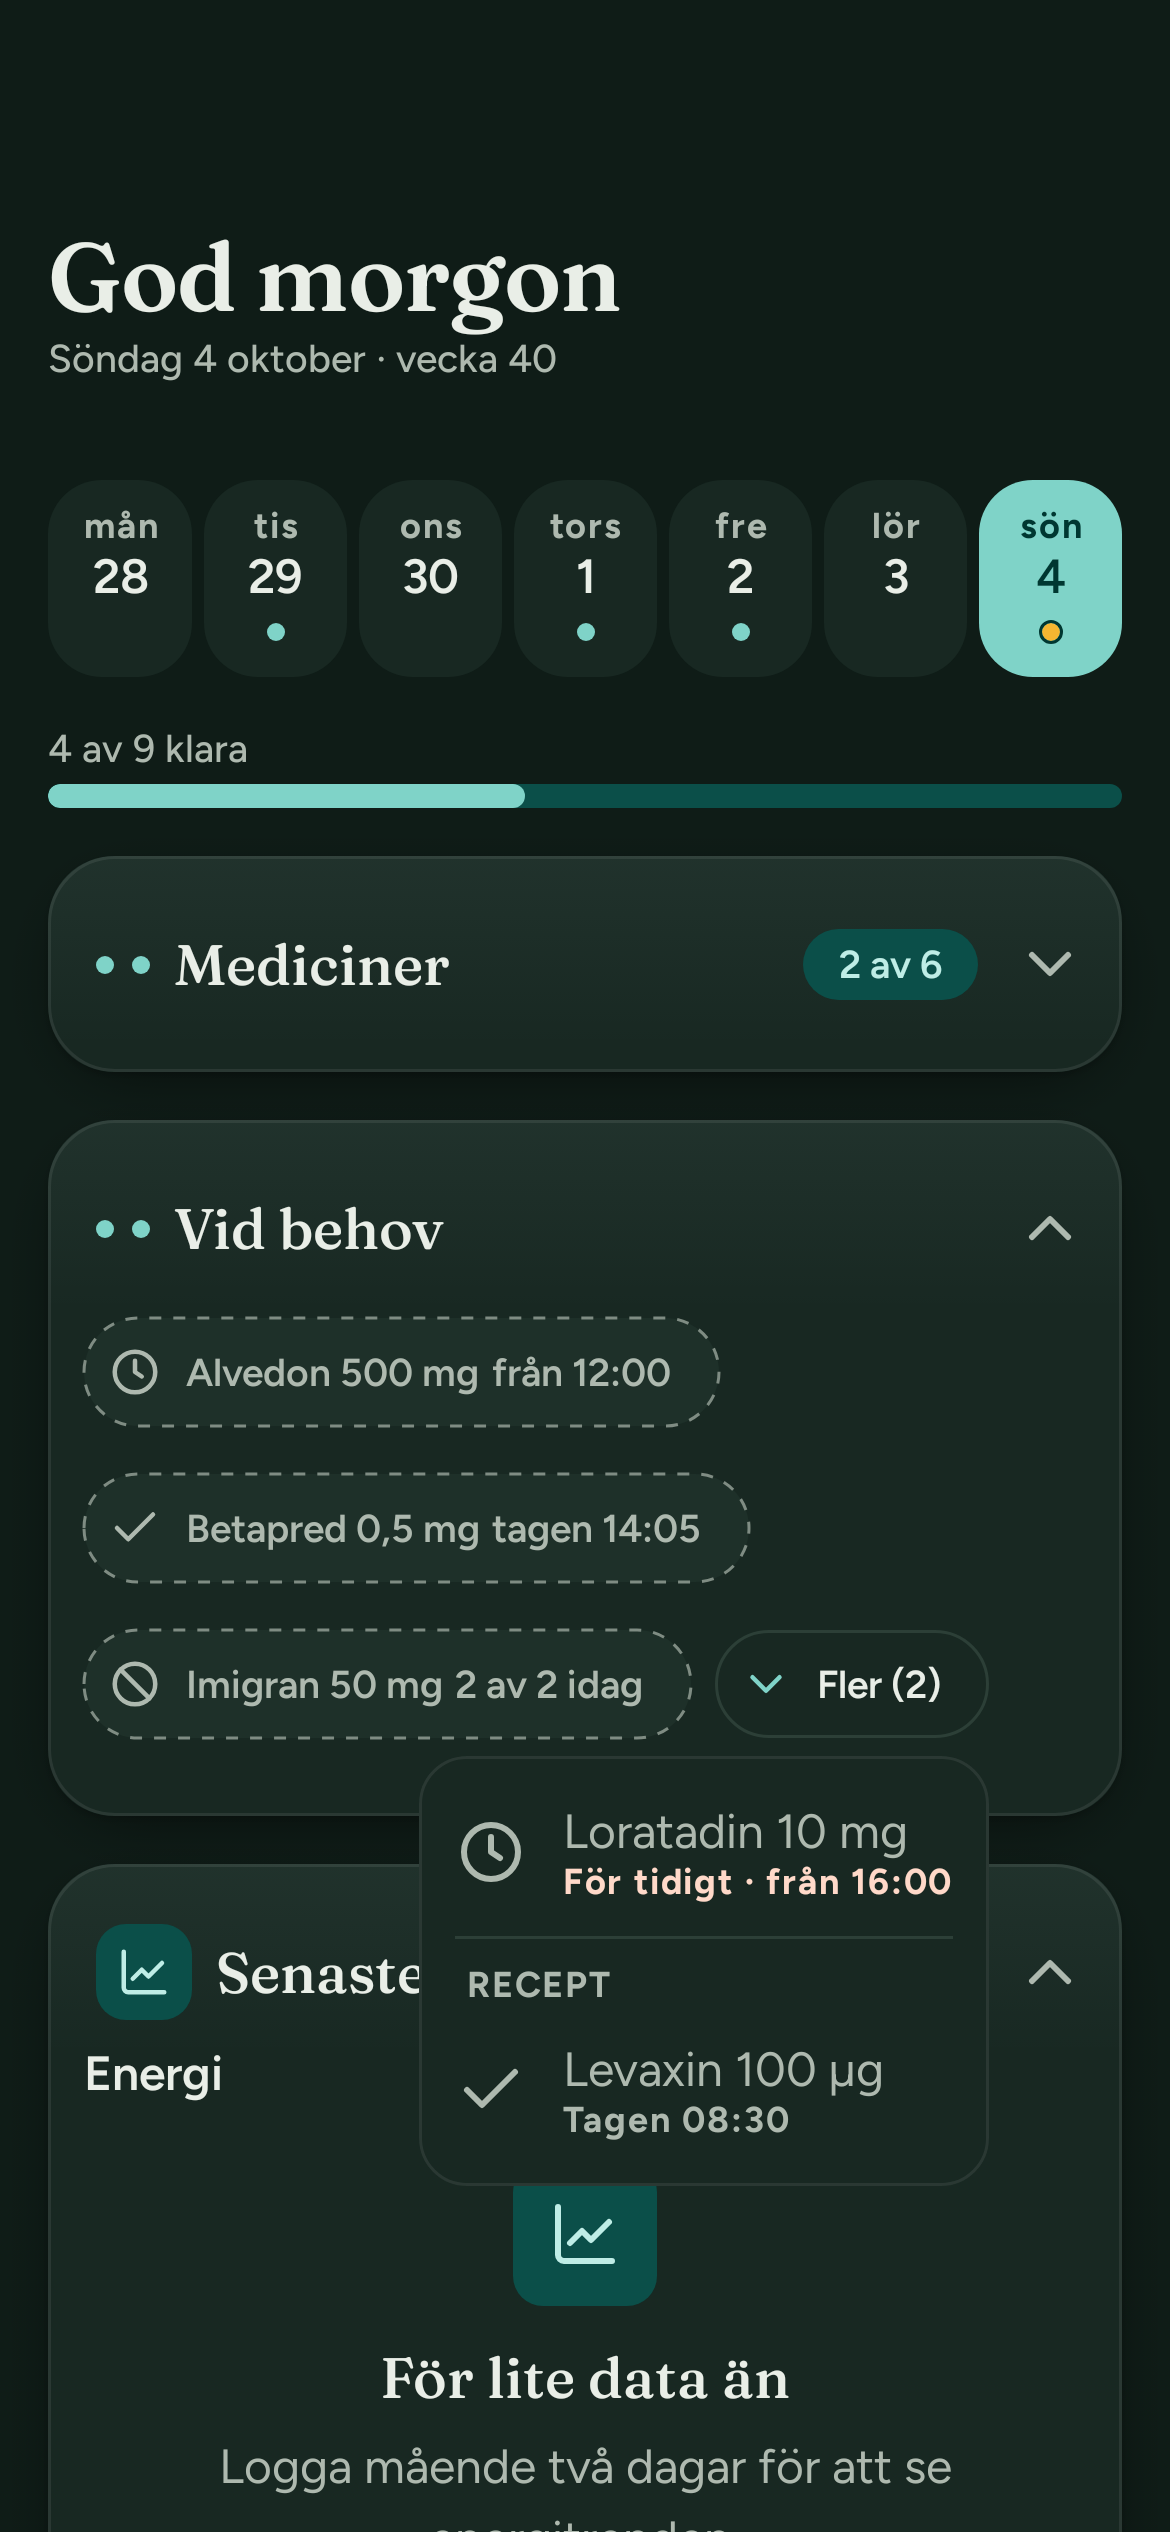 God morgon
Söndag 4 oktober · vecka 40
mån tis ons tors fre lör sön
28 29 30 1 2 3 4
4 av 9 klara
Mediciner 2 av 6
Vid behov
Alvedon 500 mg från 12:00
Betapred 0,5 mg tagen 14:05
Imigran 50 mg 2 av 2 idag Fler (2)
Loratadin 10 mg
För tidigt · från 16:00
Senaste
RECEPT
Energi
Levaxin 100 µg
Tagen 08:30
För lite data än
Logga mående två dagar för att se